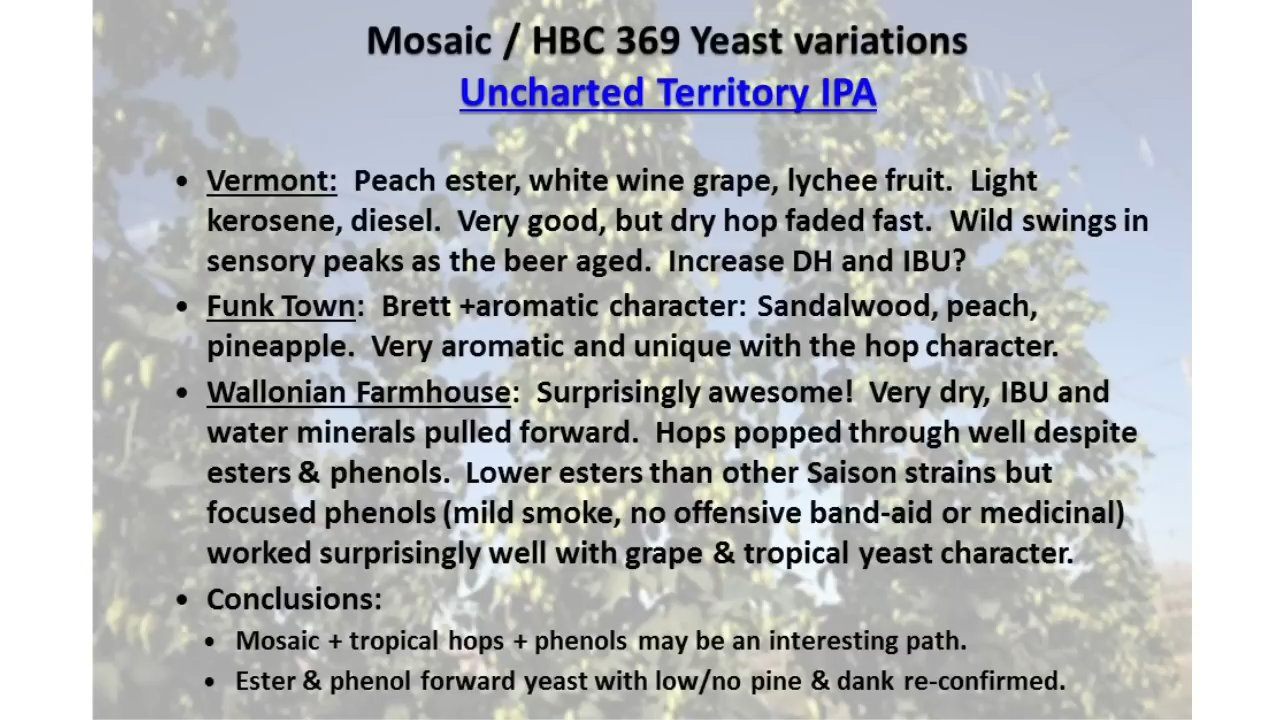 Mosaic / HBC 369 Yeast variations
Uncharted Territory IPA
• Vermont: Peach ester, white wine grape, lychee fruit. Light
kerosene, diesel. Very good, but dry hop faded fast. Wild swings in
sensory peaks as the beer aged. Increase DH and IBU?
• Funk Town: Brett +aromatic character: Sandalwood, peach,
pineapple. Very aromatic and unique with the hop character.
• Wallonian Farmhouse: Surprisingly awesome! Very dry, IBU and
water minerals pulled forward. Hops popped through well despite
esters & phenols. Lower esters than other Saison strains but
focused phenols (mild smoke, no offensive band-aid or medicinal)
worked surprisingly well with grape & tropical yeast character.
• Conclusions:
• Mosaic + tropical hops + phenols may be an interesting path.
• Ester & phenol forward yeast with low/no pine & dank re-confirmed.